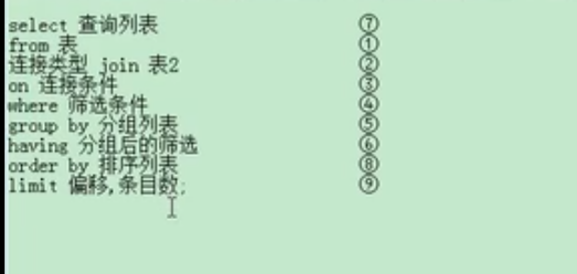 select 查询列表 ⑦
from 表 ①
连接类型 join 表2 ②
on 连接条件 ③
where 筛选条件 ④
group by 分组列表 ⑤
having 分组后的筛选 ⑥
order by 排序列表 ⑧
limit 偏移,条目数; ⑨